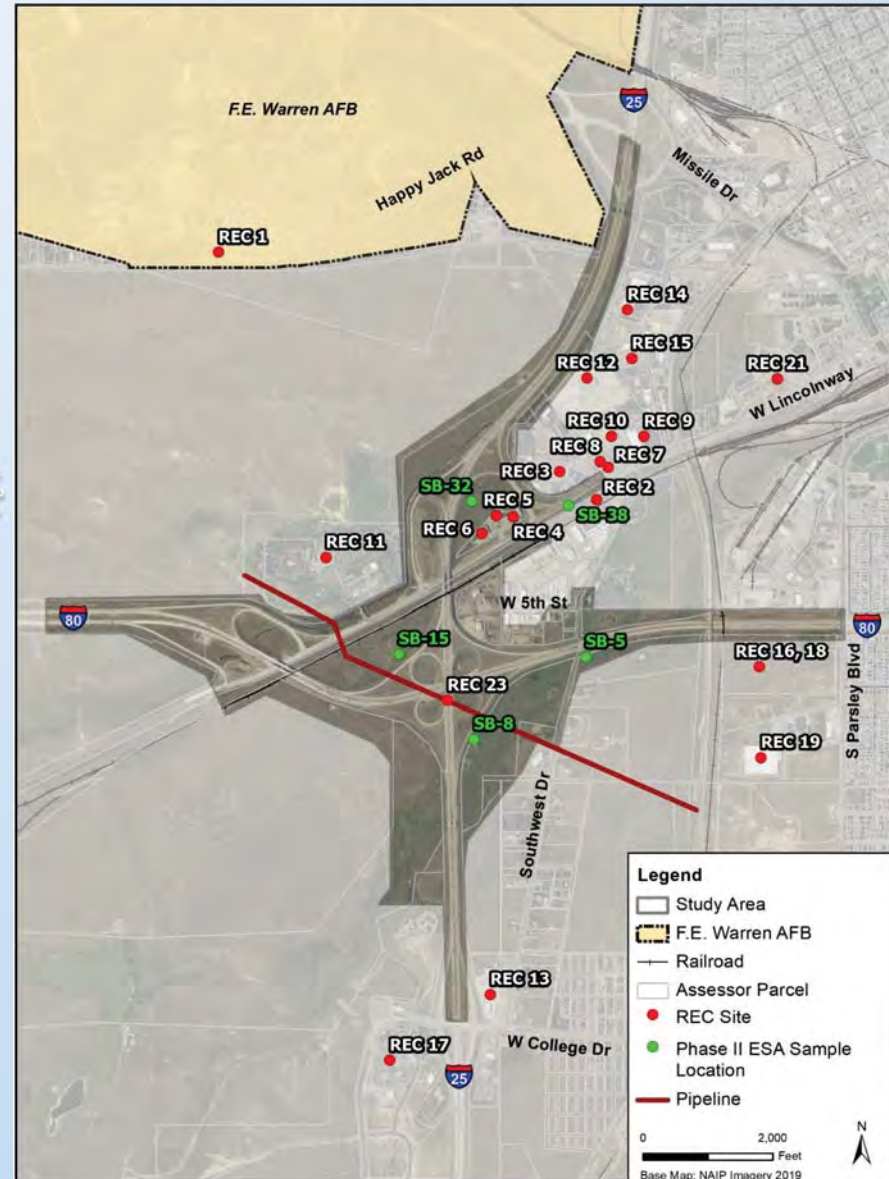 F.E. Warren AFB
25
Missile Dr
Happy Jack Rd
REC 1
REC 14
REC 15
REC 12
REC 21
W Lincolnway
REC 10
REC 9
REC 8
REC 7
REC 3
SB-32
REC 5
REC 2
SB-38
REC 6
REC 4
REC 11
W 5th St
80
80
SB-15
SB-5
REC 16, 18
S Parsley Blvd
REC 23
SB-8
REC 19
Southwest Dr
REC 13
W College Dr
REC 17
25
Legend
Study Area
F.E. Warren AFB
Railroad
Assessor Parcel
REC Site
Phase II ESA Sample
Location
Pipeline
0 2,000
Feet
N
Base Map: NAIP Imagery 2019